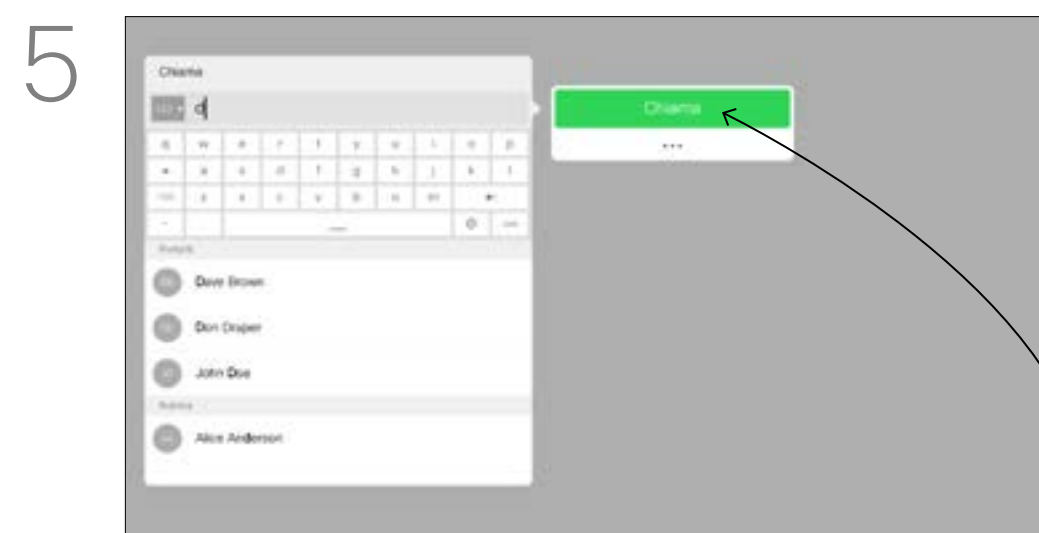 5
Chiama
d
Chiama
...
q w e r t y u i o p
a s d f g h j k l
z x c v b n m
Dave Brown
Don Draper
John Doe
Alice Anderson